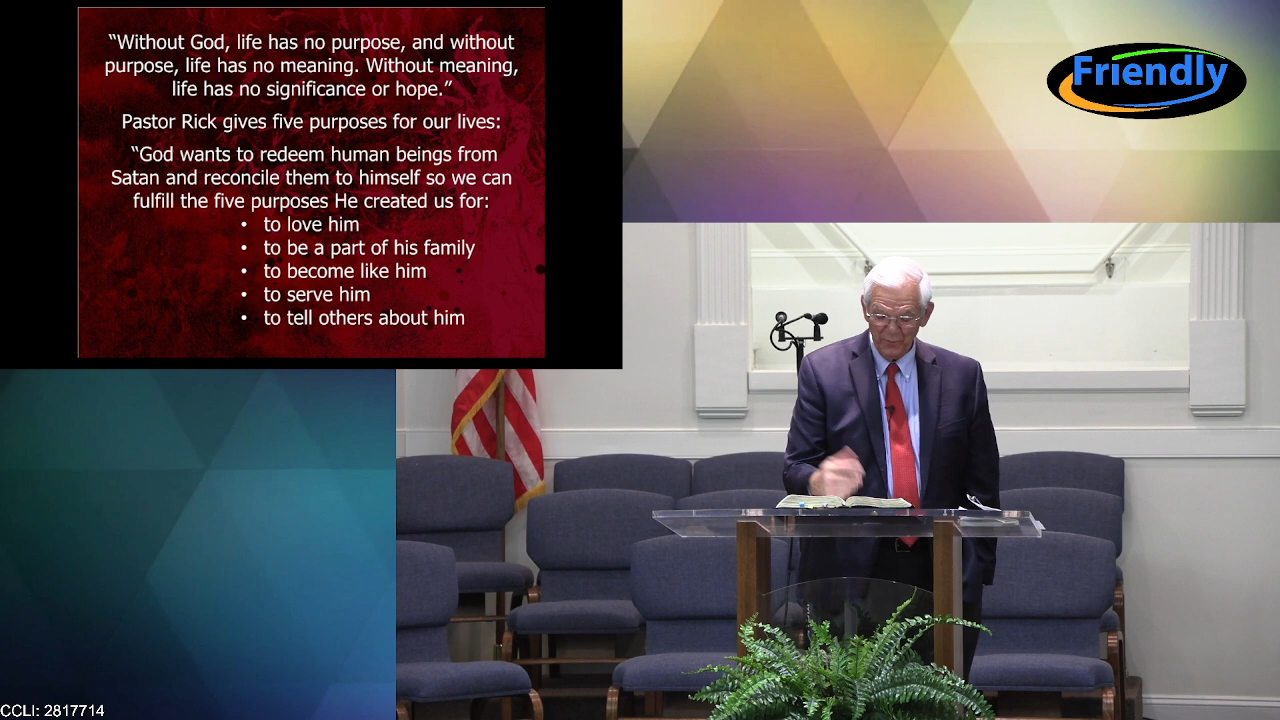 “Without God, life has no purpose, and without
purpose, life has no meaning. Without meaning,
life has no significance or hope.”
Pastor Rick gives five purposes for our lives:
“God wants to redeem human beings from
Satan and reconcile them to himself so we can
fulfill the five purposes He created us for:
• to love him
• to be a part of his family
• to become like him
• to serve him
• to tell others about him
Friendly
CCLI: 2817714